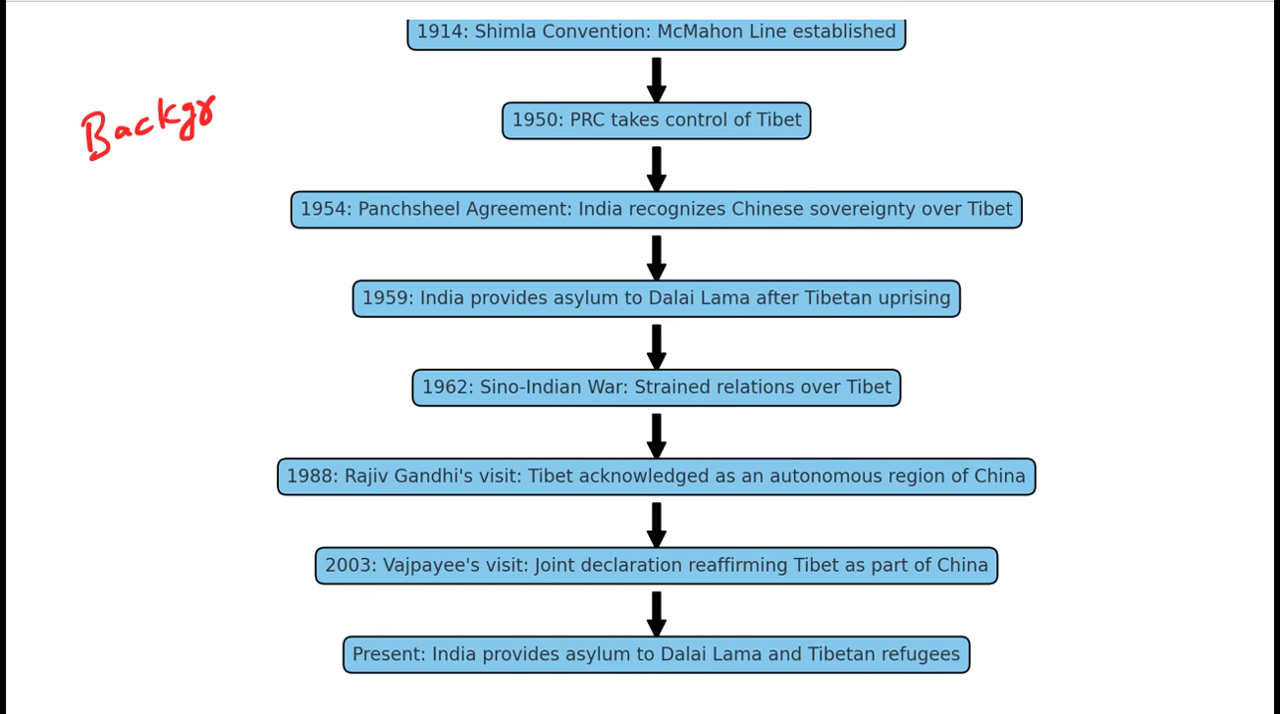 1914: Shimla Convention: McMahon Line established
Backgr
1950: PRC takes control of Tibet
1954: Panchsheel Agreement: India recognizes Chinese sovereignty over Tibet
1959: India provides asylum to Dalai Lama after Tibetan uprising
1962: Sino-Indian War: Strained relations over Tibet
1988: Rajiv Gandhi's visit: Tibet acknowledged as an autonomous region of China
2003: Vajpayee's visit: Joint declaration reaffirming Tibet as part of China
Present: India provides asylum to Dalai Lama and Tibetan refugees